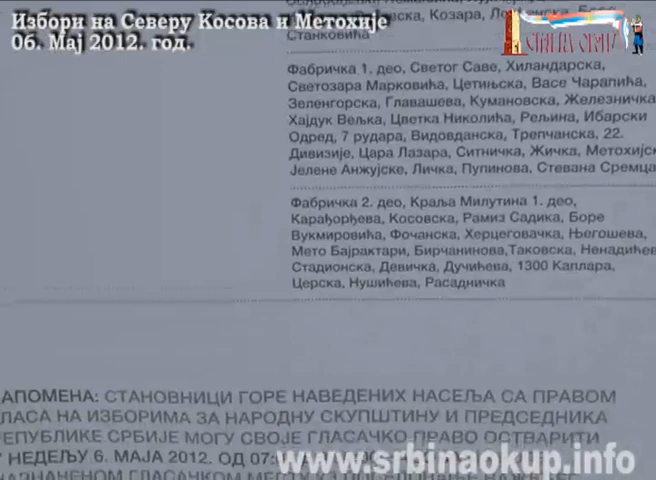 Избори на Северу Косова и Метохије
06. Мај 2012. год.
Козара,
Станковића
Фабричка 1. део, Светог Саве, Хиландарска,
Светозара Марковића, Цетињска, Васе Чарапића,
Зеленгорска, Главашева, Кумановска, Железничка
Хајдук Вељка, Цветка Николића, Рељина, Ибарски
Одред, 7 рудара, Видовданска, Трепчанска, 22.
Дивизије, Цара Лазара, Ситничка, Жичка, Метохијск
Јелене Анжујске, Личка, Пупинова, Стевана Сремца
Фабричка 2. део, Краља Милутина 1. део,
Карађорђева, Косовска, Рамиз Садика, Боре
Вукмировића, Фочанска, Херцеговачка, Његошева,
Мето Бајрактари, Бирчанинова,Таковска, Ненадићева
Стадионска, Девичка, Дучићева, 1300 Каплара,
Церска, Нушићева, Расадничка
АПОМЕНА: СТАНОВНИЦИ ГОРЕ НАВЕДЕНИХ НАСЕЉА СА ПРАВОМ
ЛАСА НА ИЗБОРИМА ЗА НАРОДНУ СКУПШТИНУ И ПРЕДСЕДНИКА
ЕПУБЛИКЕ СРБИЈЕ МОГУ СВОЈЕ ГЛАСАЧКО ПРАВО ОСТВАРИТИ
НЕДЕЉУ 6. МАЈА 2012. ОД 07:
www.srbinaokup.info